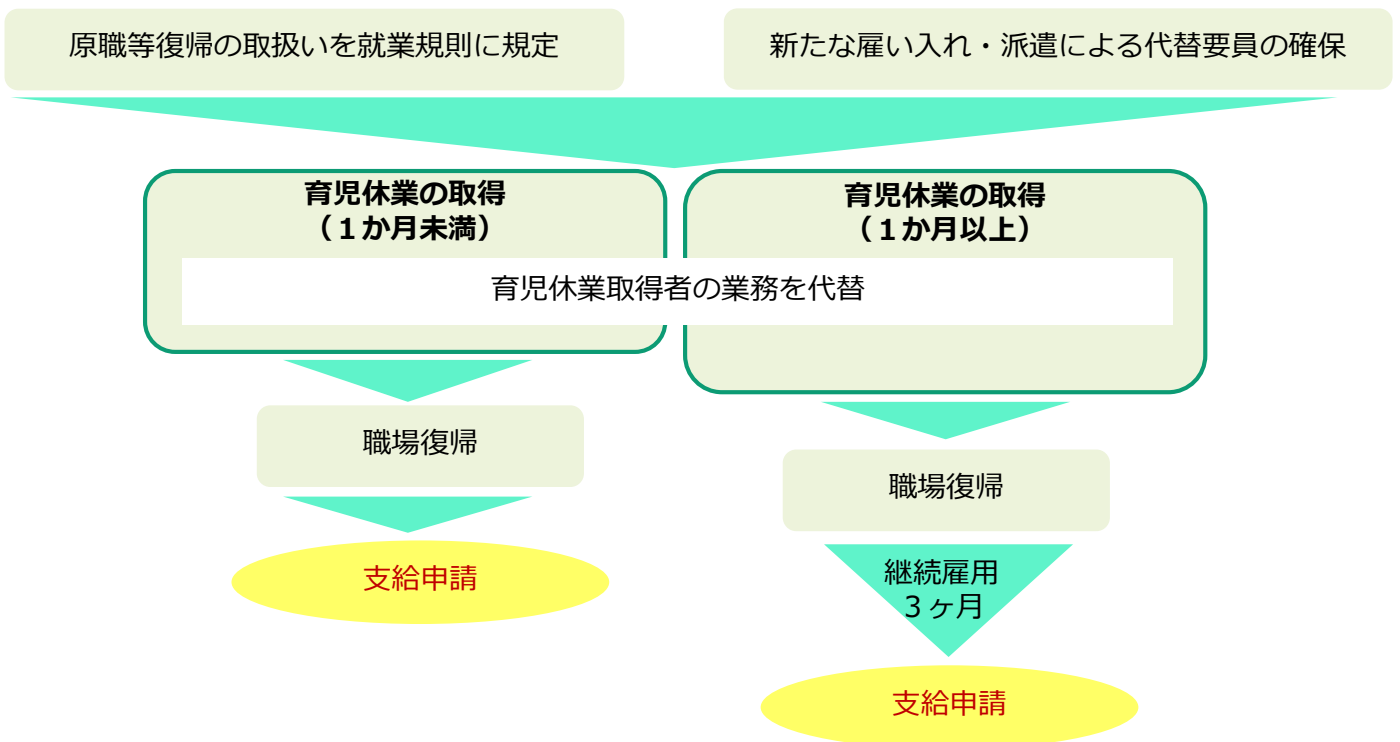 原職等復帰の取扱いを就業規則に規定
新たな雇い入れ・派遣による代替要員の確保
育児休業の取得
（１か月未満）
育児休業の取得
（１か月以上）
育児休業取得者の業務を代替
職場復帰
支給申請
職場復帰
継続雇用
３ヶ月
支給申請